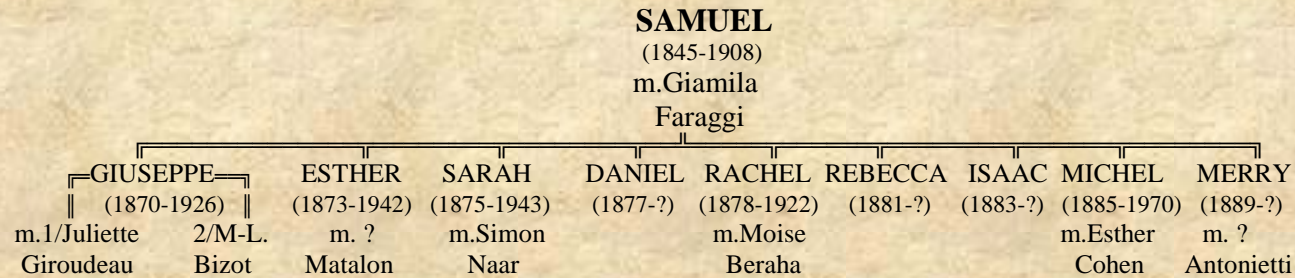 SAMUEL
(1845-1908)
m.Giamila
Faraggi
GIUSEPPE ESTHER SARAH DANIEL RACHEL REBECCA ISAAC MICHEL MERRY
(1870-1926) (1873-1942) (1875-1943) (1877-?) (1878-1922) (1881-?) (1883-?) (1885-1970) (1889-?)
m.1/Juliette 2/M-L. m. ? m.Simon m.Moise m.Esther m. ?
Giroudeau Bizot Matalon Naar Beraha Cohen Antonietti